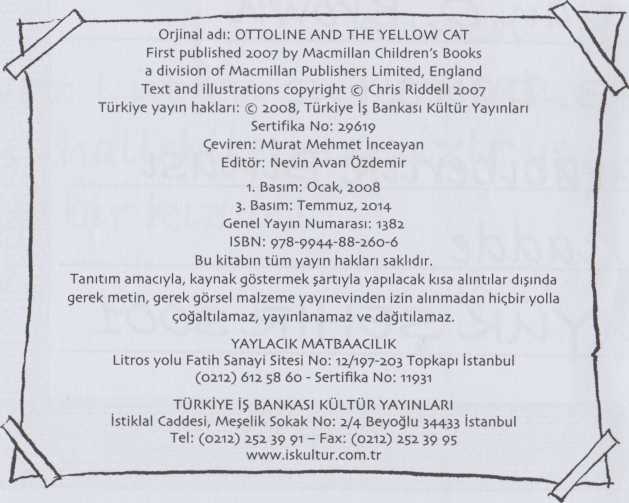 Orjinal adı: OTTOLINE AND THE YELLOW CAT
First published 2007 by Macmillan Children's Books
a division of Macmillan Publishers Limited, England
Text and illustrations copyright © Chris Riddell 2007
Türkiye yayın hakları: © 2008, Türkiye İş Bankası Kültür Yayınları
Sertifika No: 29619
Çeviren: Murat Mehmet İnceayan
Editör: Nevin Avan Özdemir
1. Basım: Ocak, 2008
3. Basım: Temmuz, 2014
Genel Yayın Numarası: 1382
ISBN: 978-9944-88-260-6
Bu kitabın tüm yayın hakları saklıdır.
Tanıtım amacıyla, kaynak göstermek şartıyla yapılacak kısa alıntılar dışında
gerek metin, gerek görsel malzeme yayınevinden izin alınmadan hiçbir yolla
çoğaltılamaz, yayınlanamaz ve dağıtılamaz.
YAYLACIK MATBAACILIK
Litros yolu Fatih Sanayi Sitesi No: 12/197-203 Topkapı İstanbul
(0212) 612 58 60 - Sertifika No: 11931
TÜRKİYE İŞ BANKASI KÜLTÜR YAYINLARI
İstiklal Caddesi, Meşelik Sokak No: 2/4 Beyoğlu 34433 İstanbul
Tel: (0212) 252 39 91 – Fax: (0212) 252 39 95
www.iskultur.com.tr